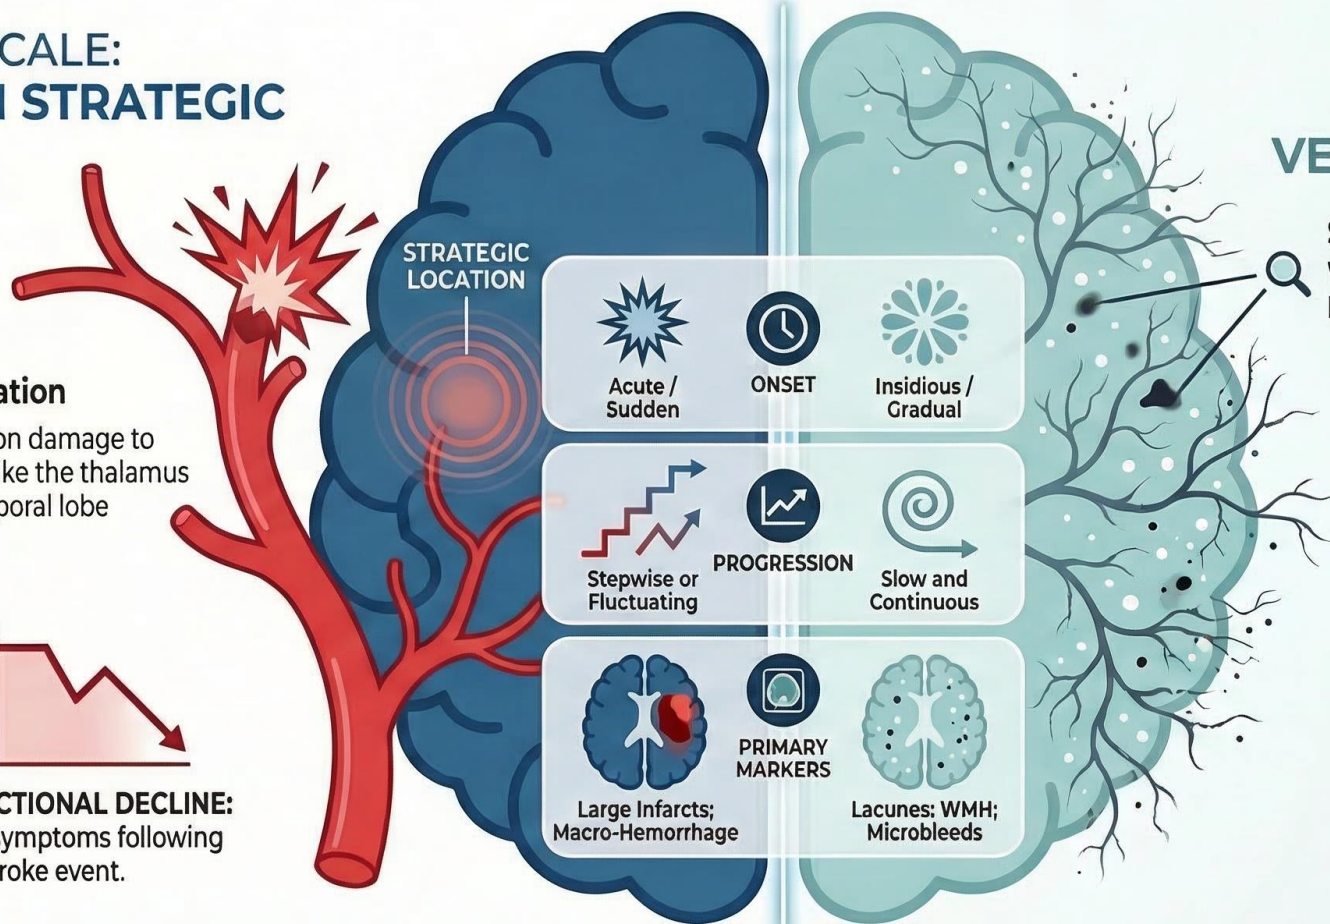 CALE:
STRATEGIC
VE
STRATEGIC
LOCATION
Acute /
Sudden
ONSET
Insidious /
Gradual
ation
on damage to
ke the thalamus
poral lobe
Stepwise or
Fluctuating
PROGRESSION
Slow and
Continuous
PRIMARY
MARKERS
Large Infarcts;
Macro-Hemorrhage
Lacunes; WMH;
Microbleeds
CTIONAL DECLINE:
symptoms following
roke event.